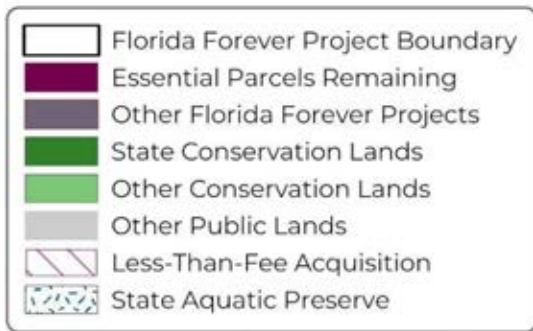 Florida Forever Project Boundary
Essential Parcels Remaining
Other Florida Forever Projects
State Conservation Lands
Other Conservation Lands
Other Public Lands
Less-Than-Fee Acquisition
State Aquatic Preserve